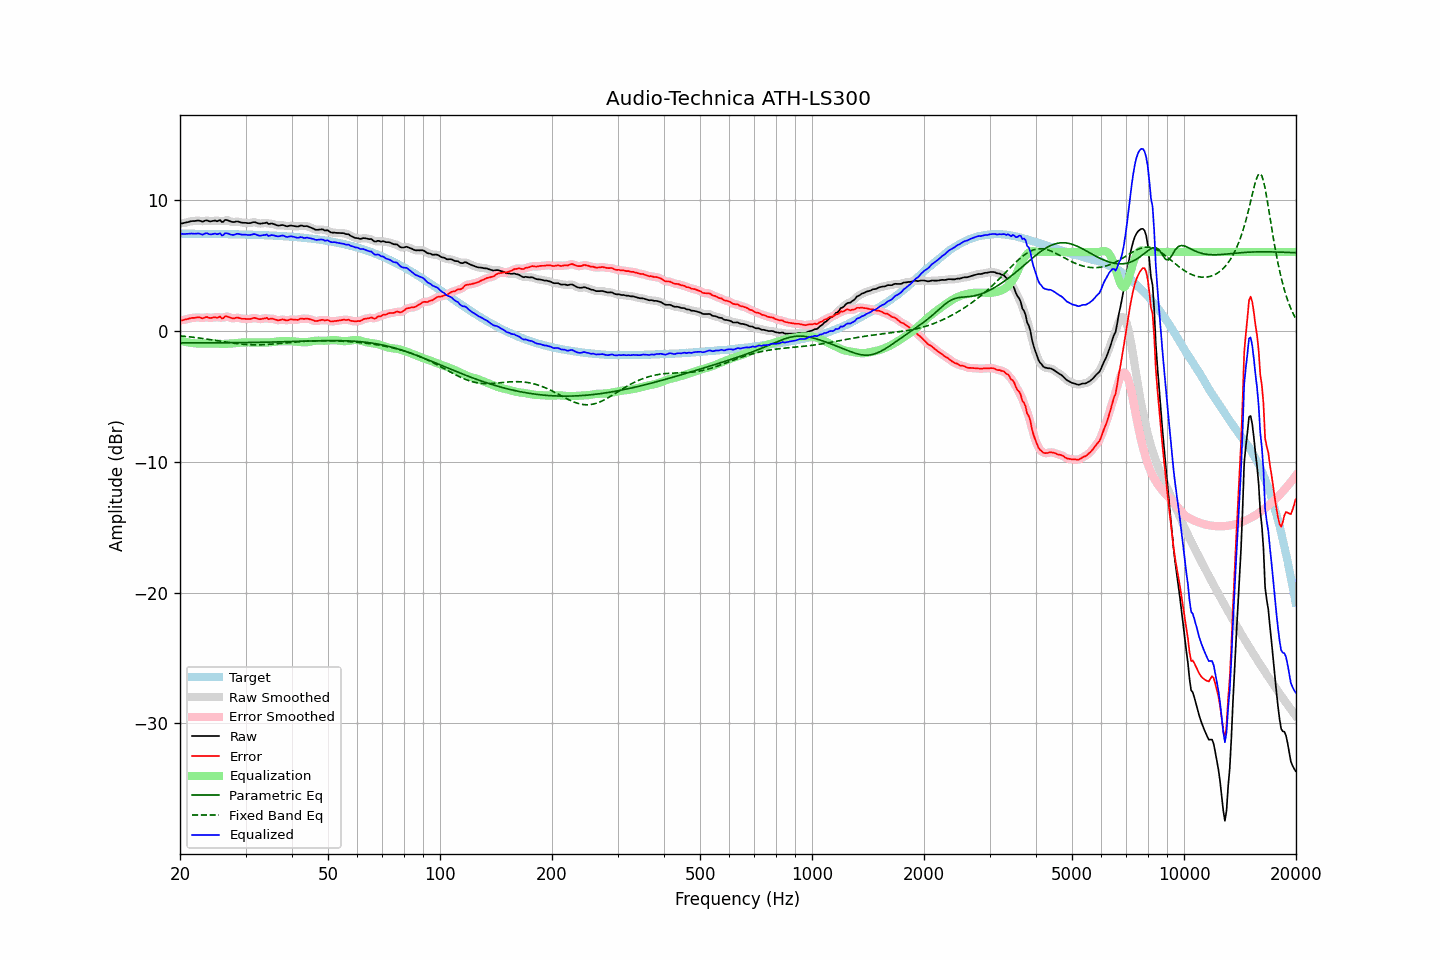 Audio-Technica ATH-LS300
10
0
−10
−20
−30
Amplitude (dBr)
Target
Raw Smoothed
Error Smoothed
Raw
Error
Equalization
Parametric Eq
Fixed Band Eq
Equalized
20 50 100 200 500 1000 2000 5000 10000 20000
Frequency (Hz)